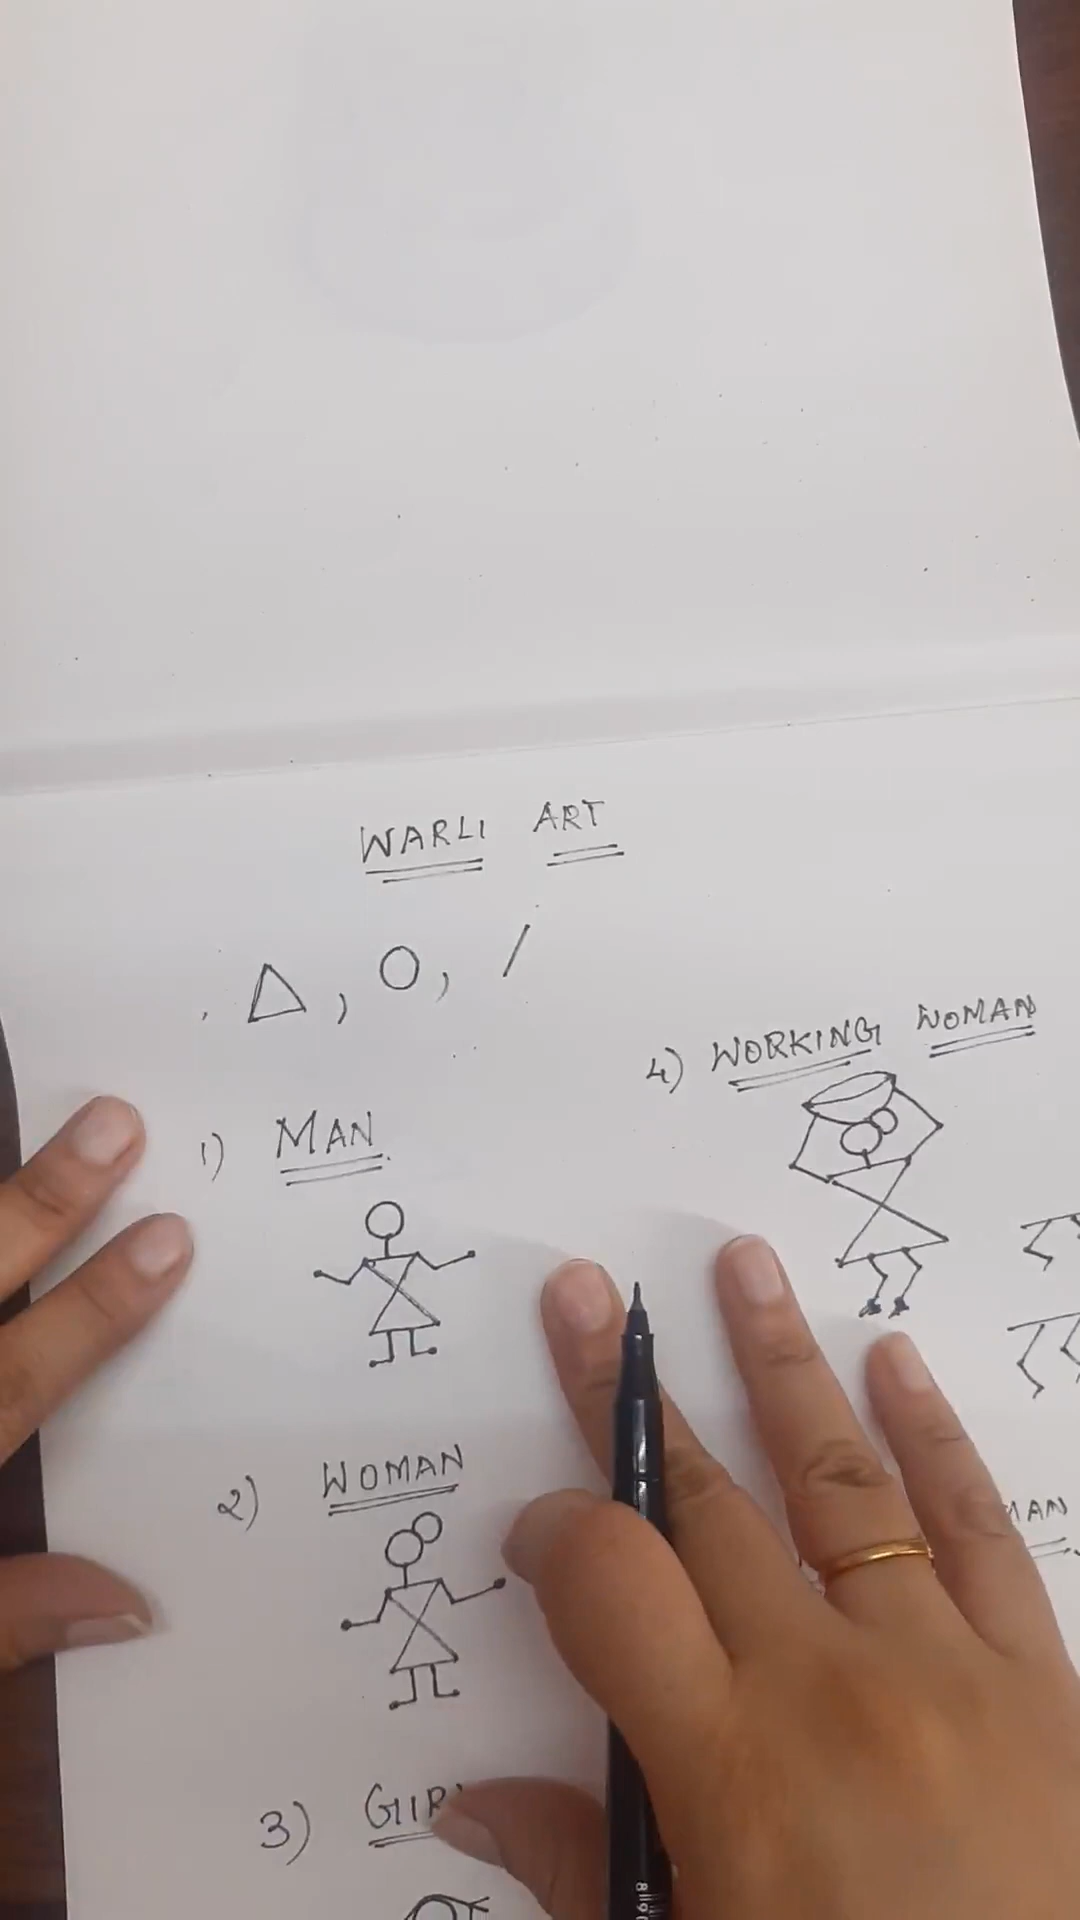 WARLI ART
△, O, /
1) MAN.
2) WOMAN
3)
4) WORKING WOMAN